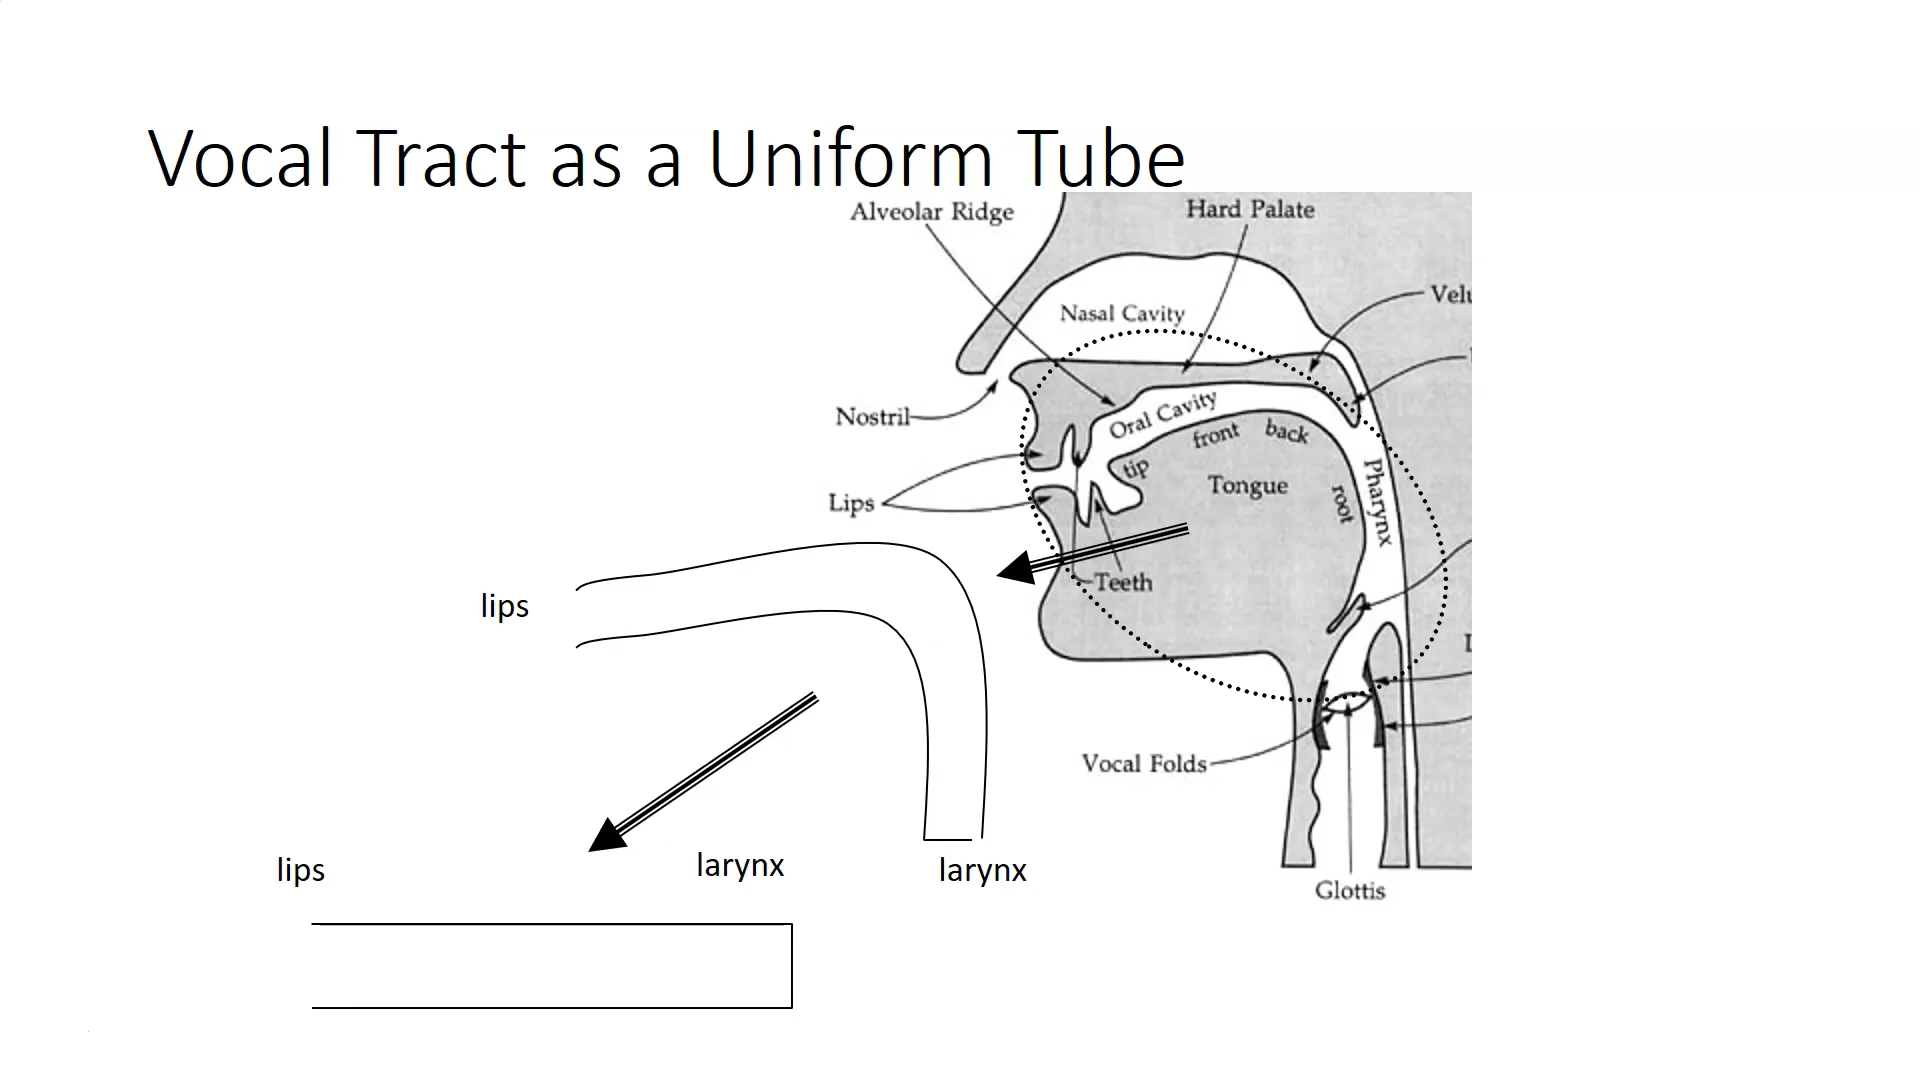 Vocal Tract as a Uniform Tube
Alveolar Ridge
Hard Palate
Nasal Cavity
Nostril
Oral Cavity
front
back
tip
Tongue
root
Pharynx
Lips
Teeth
lips
Vocal Folds
lips
larynx
larynx
Glottis